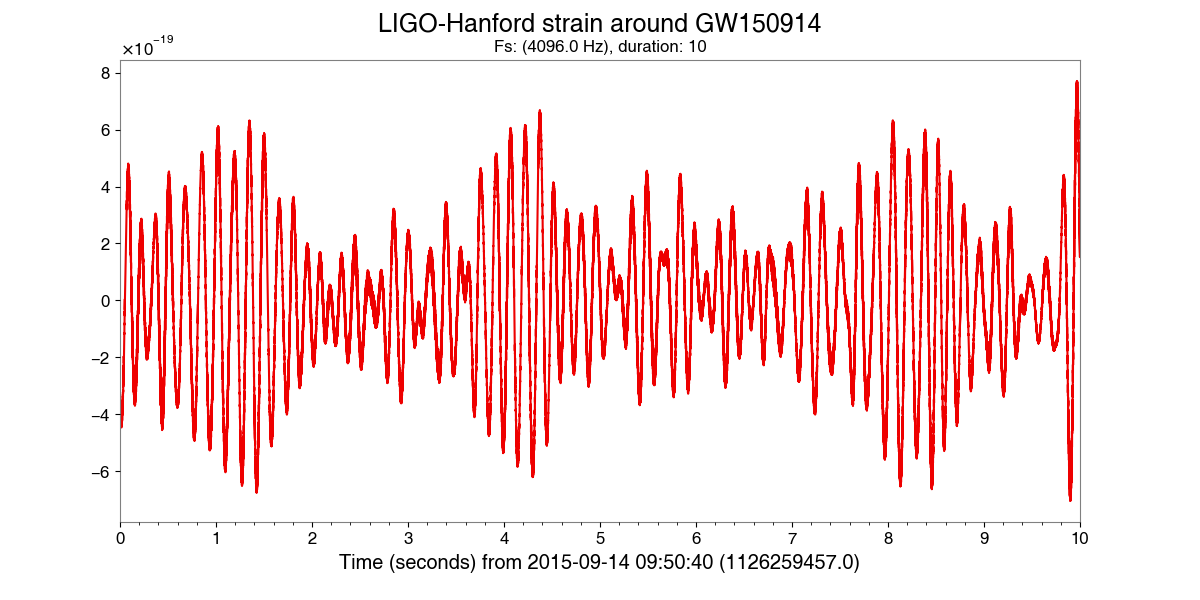 LIGO-Hanford strain around GW150914
Fs: (4096.0 Hz), duration: 10
×10⁻¹⁹
8
6
4
2
0
−2
−4
−6
0 1 2 3 4 5 6 7 8 9 10
Time (seconds) from 2015-09-14 09:50:40 (1126259457.0)